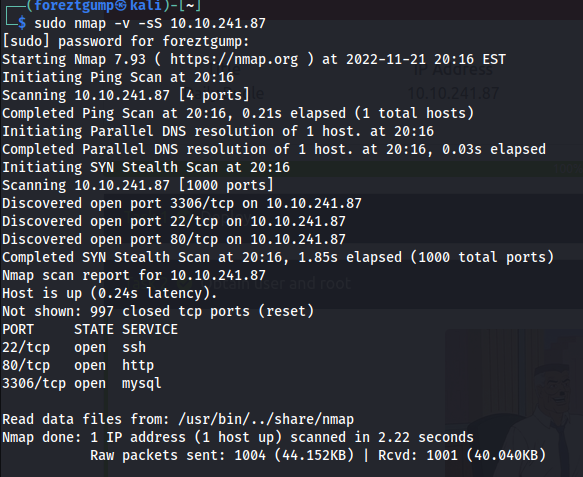 ┌──(foreztgump㉿kali)-[~]
└─$ sudo nmap -v -sS 10.10.241.87
[sudo] password for foreztgump:
Starting Nmap 7.93 ( https://nmap.org ) at 2022-11-21 20:16 EST
Initiating Ping Scan at 20:16
Scanning 10.10.241.87 [4 ports]
Completed Ping Scan at 20:16, 0.21s elapsed (1 total hosts)
Initiating Parallel DNS resolution of 1 host. at 20:16
Completed Parallel DNS resolution of 1 host. at 20:16, 0.03s elapsed
Initiating SYN Stealth Scan at 20:16
Scanning 10.10.241.87 [1000 ports]
Discovered open port 3306/tcp on 10.10.241.87
Discovered open port 22/tcp on 10.10.241.87
Discovered open port 80/tcp on 10.10.241.87
Completed SYN Stealth Scan at 20:16, 1.85s elapsed (1000 total ports)
Nmap scan report for 10.10.241.87
Host is up (0.24s latency).
Not shown: 997 closed tcp ports (reset)
PORT     STATE SERVICE
22/tcp   open  ssh
80/tcp   open  http
3306/tcp open  mysql
Read data files from: /usr/bin/../share/nmap
Nmap done: 1 IP address (1 host up) scanned in 2.22 seconds
           Raw packets sent: 1004 (44.152KB) | Rcvd: 1001 (40.040KB)
IP Address
10.10.241.87
user and root